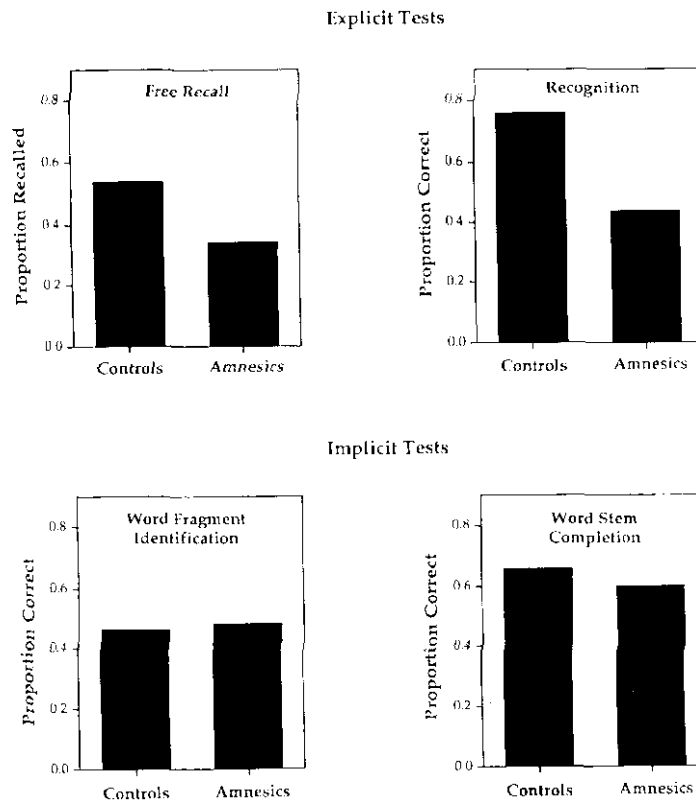 Explicit Tests
Free Recall
Proportion Recalled
0.8
0.6
0.4
0.2
0.0
Controls
Amnesics
Recognition
Proportion Correct
0.8
0.6
0.4
0.2
0.0
Controls
Amnesics
Implicit Tests
Word Fragment
Identification
Proportion Correct
0.8
0.6
0.4
0.2
0.0
Controls
Amnesics
Word Stem
Completion
Proportion Correct
0.8
0.6
0.4
0.2
0.0
Controls
Amnesics